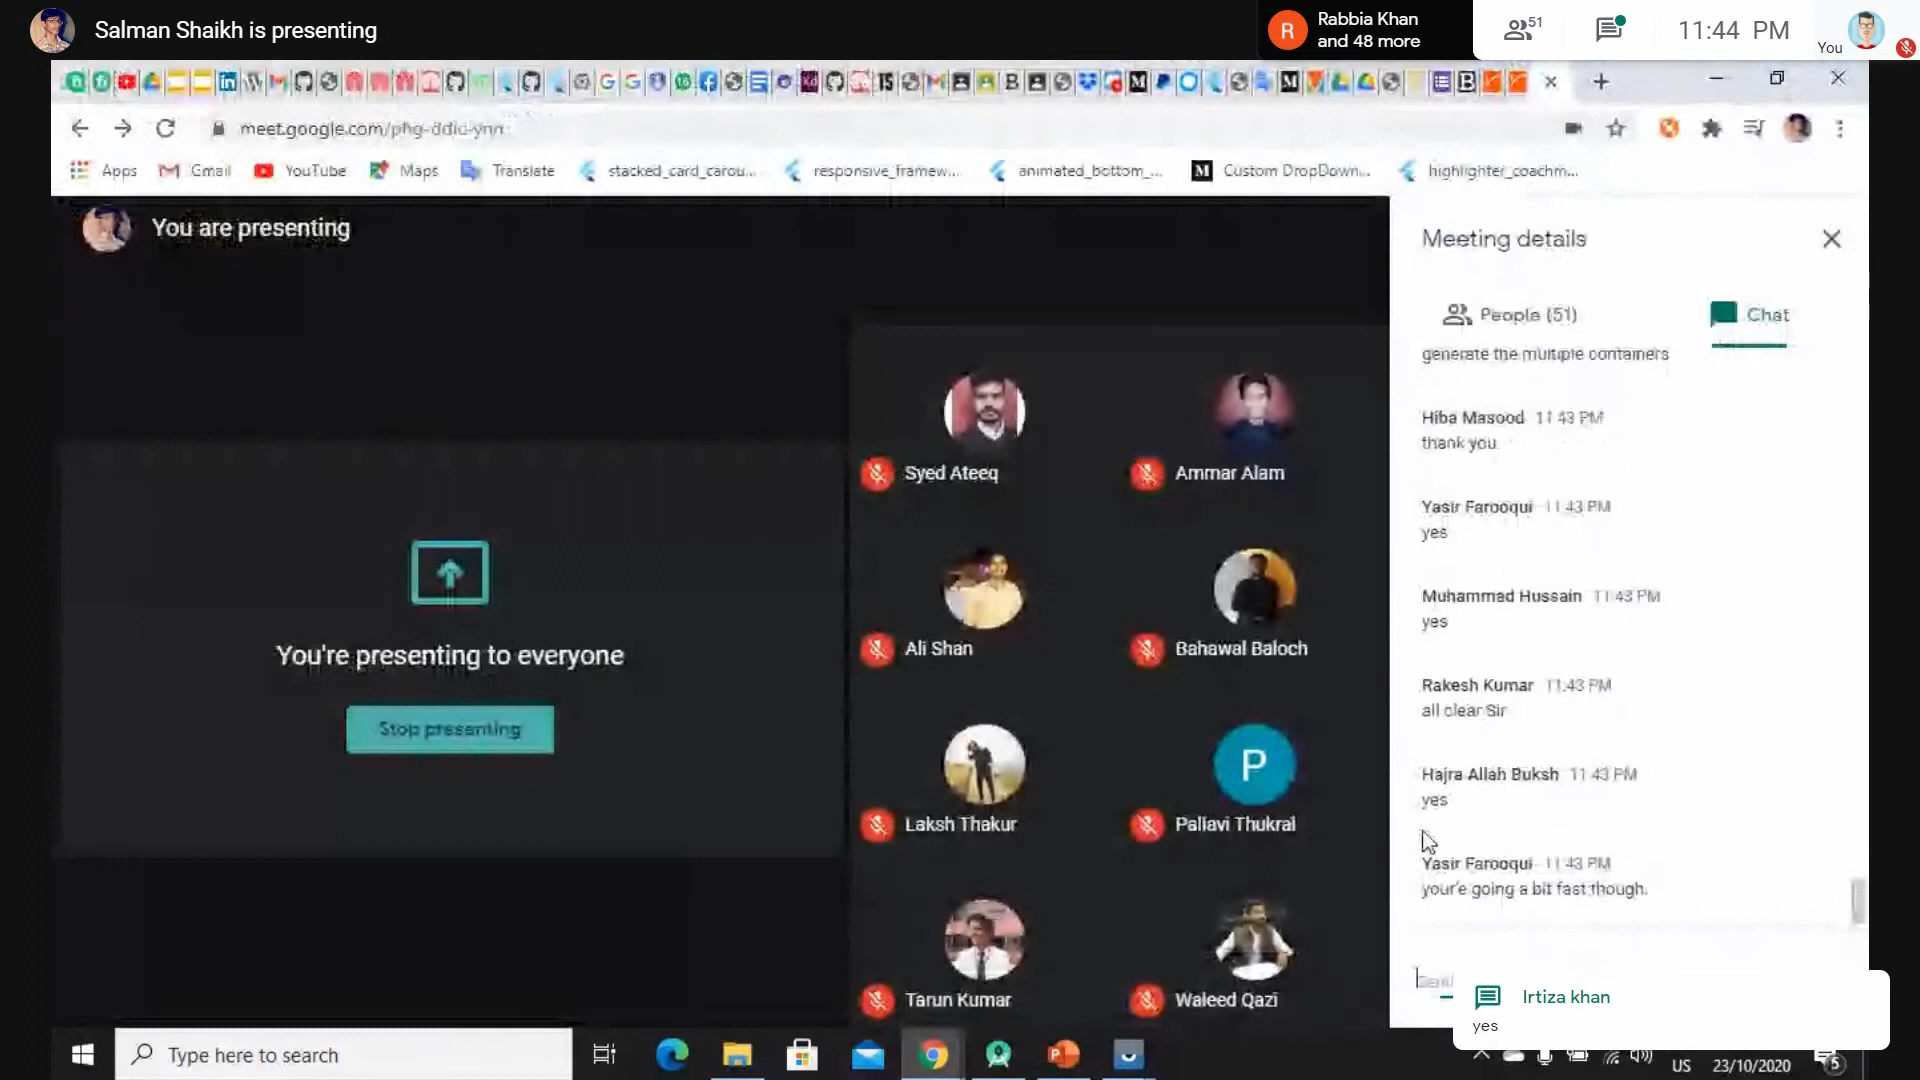 Salman Shaikh is presenting
R
Rabbia Khan
and 48 more
51
11:44 PM
You
meet.google.com/phg-ddic-ynn
Apps
Gmail
YouTube
Maps
Translate
stacked_card_carou...
responsive_framew...
animated_bottom_...
M
Custom DropDown...
highlighter_coachm...
You are presenting
Meeting details
People (51)
Chat
generate the multiple containers
Hiba Masood 11:43 PM
thank you
Yasir Farooqui 11:43 PM
yes
Muhammad Hussain 11:43 PM
yes
Rakesh Kumar 11:43 PM
all clear Sir
Hajra Allah Buksh 11:43 PM
yes
Yasir Farooqui 11:43 PM
your'e going a bit fast though.
You're presenting to everyone
Stop presenting
Syed Ateeq
Ammar Alam
Ali Shan
Bahawal Baloch
P
Laksh Thakur
Pallavi Thukral
Tarun Kumar
Waleed Qazi
Irtiza khan
yes
Type here to search
US
23/10/2020
5